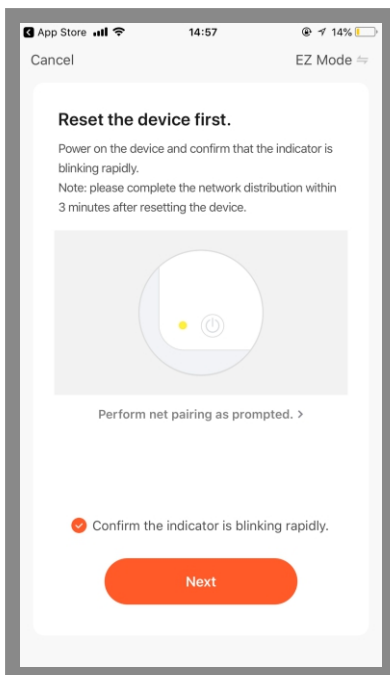 App Store 14:57 14%
Cancel EZ Mode
Reset the device first.
Power on the device and confirm that the indicator is
blinking rapidly.
Note: please complete the network distribution within
3 minutes after resetting the device.
Perform net pairing as prompted. >
Confirm the indicator is blinking rapidly.
Next